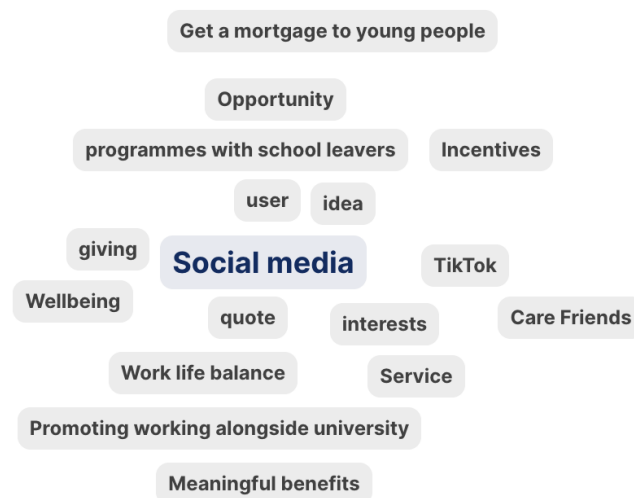 Get a mortgage to young people
Opportunity
programmes with school leavers
Incentives
user
idea
giving
Social media
TikTok
Wellbeing
quote
interests
Care Friends
Work life balance
Service
Promoting working alongside university
Meaningful benefits